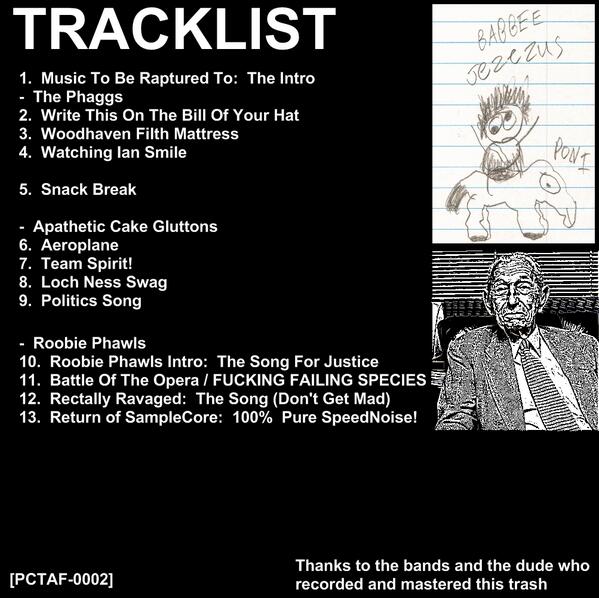 TRACKLIST
1.  Music To Be Raptured To:  The Intro
-  The Phaggs
2.  Write This On The Bill Of Your Hat
3.  Woodhaven Filth Mattress
4.  Watching Ian Smile
5.  Snack Break
-  Apathetic Cake Gluttons
6.  Aeroplane
7.  Team Spirit!
8.  Loch Ness Swag
9.  Politics Song
-  Roobie Phawls
10.  Roobie Phawls Intro:  The Song For Justice
11.  Battle Of The Opera / FUCKING FAILING SPECIES
12.  Rectally Ravaged:  The Song (Don't Get Mad)
13.  Return of SampleCore:  100%  Pure SpeedNoise!
BABBEE
JEZEZUS
PONI
[PCTAF-0002]
Thanks to the bands and the dude who
recorded and mastered this trash